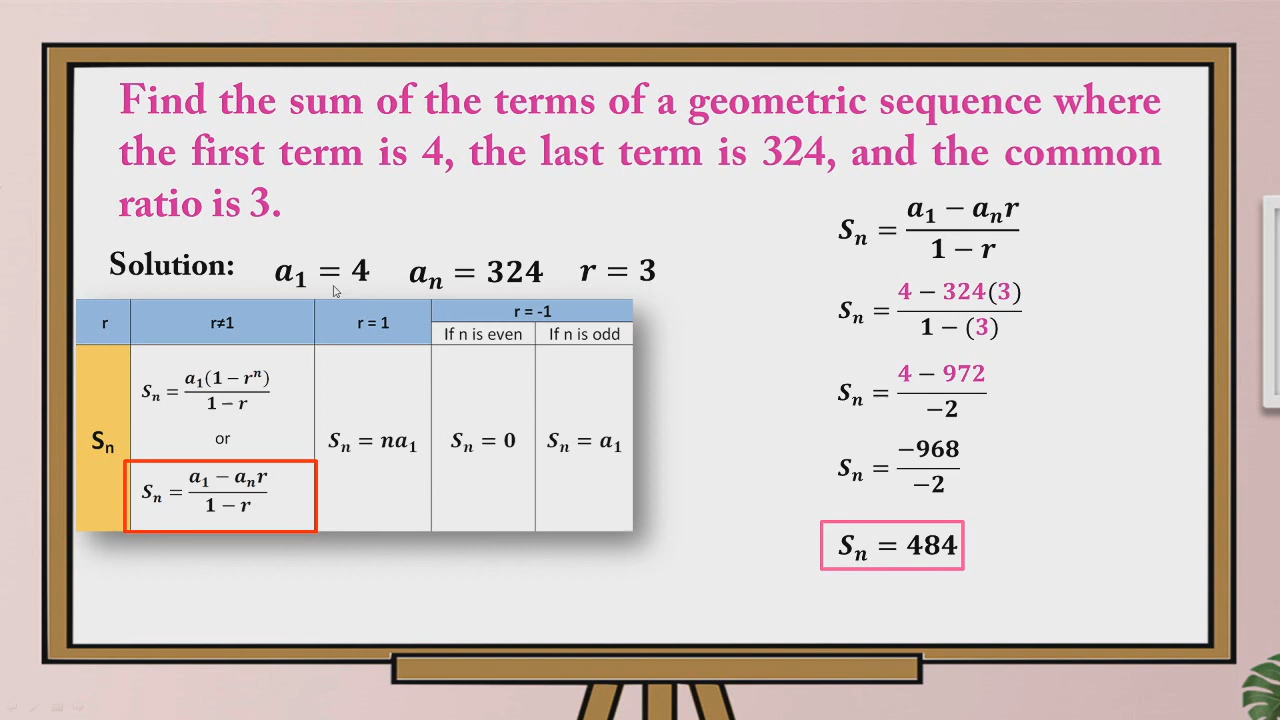 Find the sum of the terms of a geometric sequence where
the first term is 4, the last term is 324, and the common
ratio is 3.
Solution: a₁ = 4 aₙ = 324 r = 3
r r≠1 r = 1 r = -1
If n is even If n is odd
Sₙ
Sₙ = a₁(1 − rⁿ) / 1 − r
or
Sₙ = a₁ − aₙr / 1 − r
Sₙ = na₁
Sₙ = 0
Sₙ = a₁
Sₙ = a₁ − aₙr / 1 − r
Sₙ = 4 − 324(3) / 1 − (3)
Sₙ = 4 − 972 / −2
Sₙ = −968 / −2
Sₙ = 484